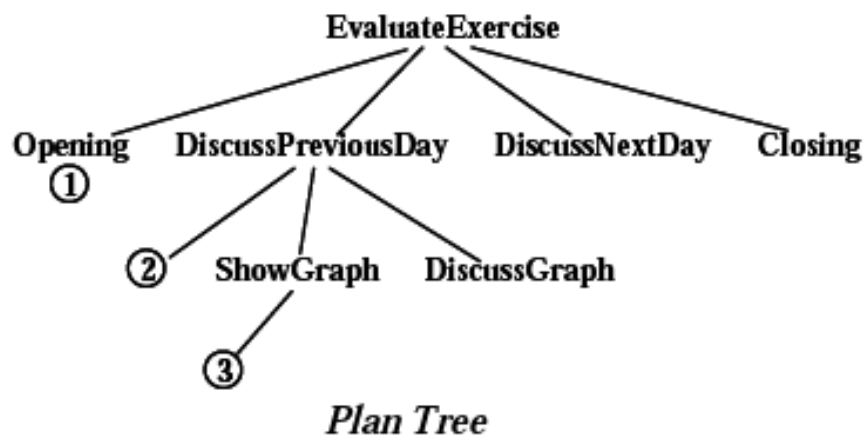 EvaluateExercise
Opening DiscussPreviousDay DiscussNextDay Closing
①
② ShowGraph DiscussGraph
③
Plan Tree